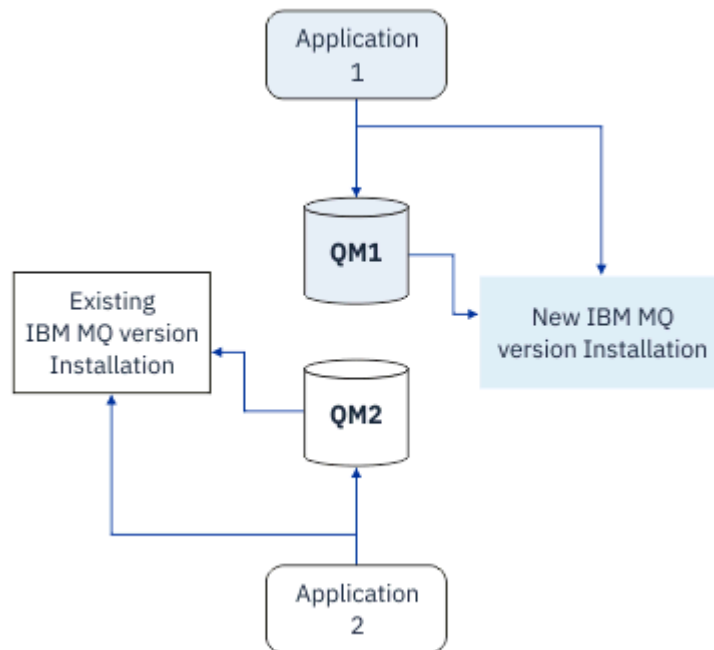 Application
1
QM1
New IBM MQ
version Installation
Existing
IBM MQ version
Installation
QM2
Application
2